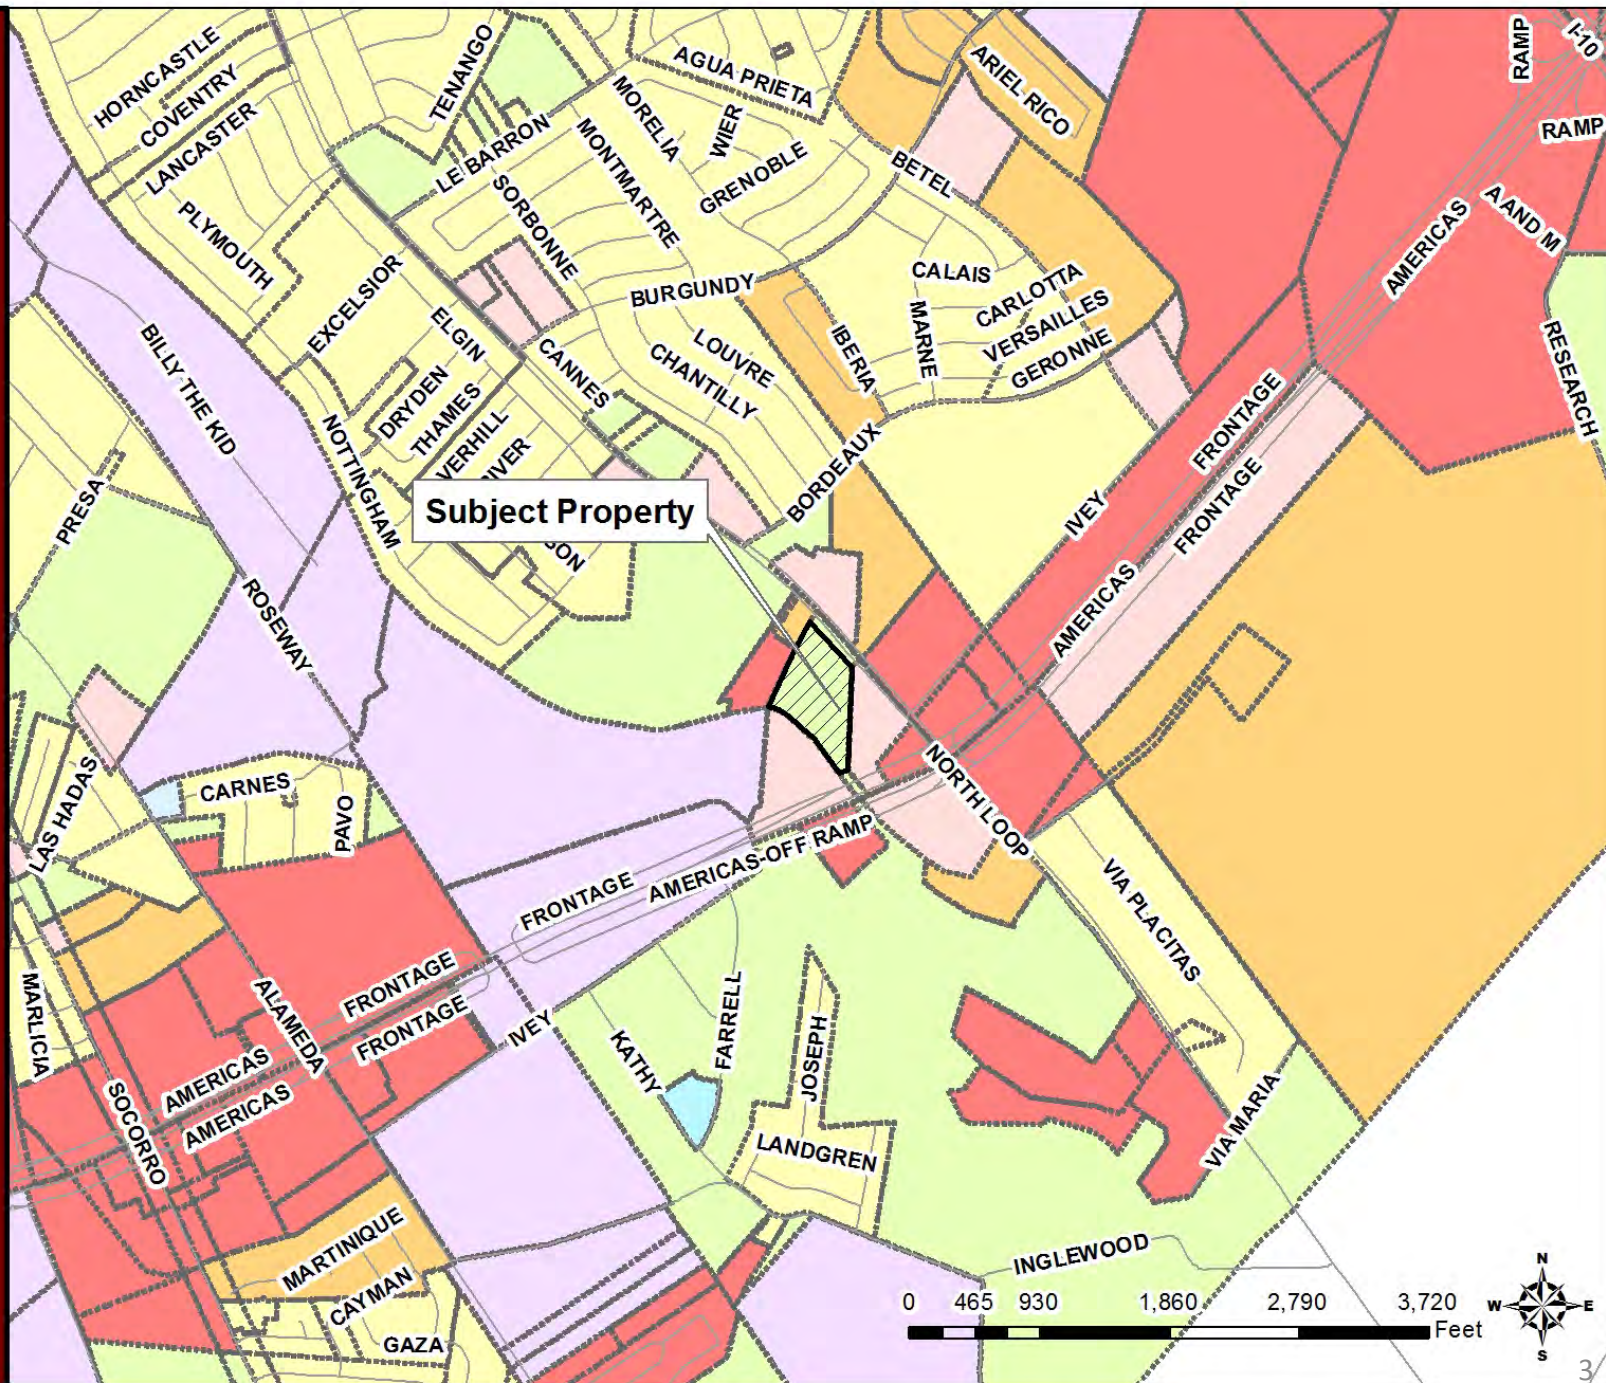 RAMP
I-10
RAMP
HORNCASTLE
COVENTRY
LANCASTER
TENANGO
AGUA PRIETA
ARIEL RICO
MORELIA
WIER
LE BARRON
MONTMARTRE
GRENOBLE
BETEL
SORBONNE
PLYMOUTH
A AND M
AMERICAS
EXCELSIOR
BURGUNDY
CALAIS
CARLOTTA
VERSAILLES
GERONNE
MARNE
IBERIA
ELGIN
CANNES
LOUVRE
CHANTILLY
BILLY THE KID
DRYDEN
THAMES
VERHILL
RIVER
NOTTINGHAM
RESEARCH
FRONTAGE
FRONTAGE
BORDEAUX
IVEY
PRESA
Subject Property
SON
ROSEWAY
AMERICAS
NORTH LOOP
CARNES
PAVO
LAS HADAS
AMERICAS-OFF RAMP
FRONTAGE
VIA PLACITAS
FRONTAGE
FRONTAGE
ALAMEDA
MARLICIA
IVEY
KATHY
FARRELL
JOSEPH
AMERICAS
AMERICAS
SOCORRO
LANDGREN
VIA MARIA
MARTINIQUE
CAYMAN
GAZA
INGLEWOOD
0 465 930 1,860 2,790 3,720
Feet
N
W E
S
3